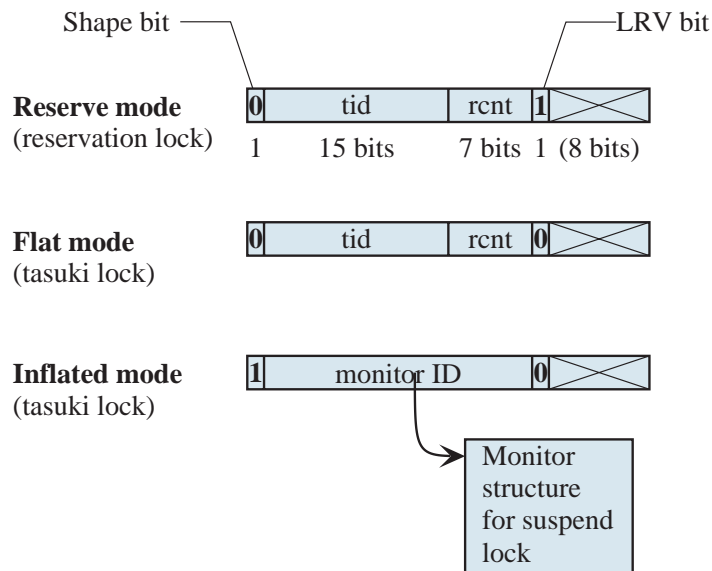 Shape bit LRV bit
Reserve mode 0 tid rcnt 1
(reservation lock) 1 15 bits 7 bits 1 (8 bits)
Flat mode 0 tid rcnt 0
(tasuki lock)
Inflated mode 1 monitor ID 0
(tasuki lock)
Monitor
structure
for suspend
lock